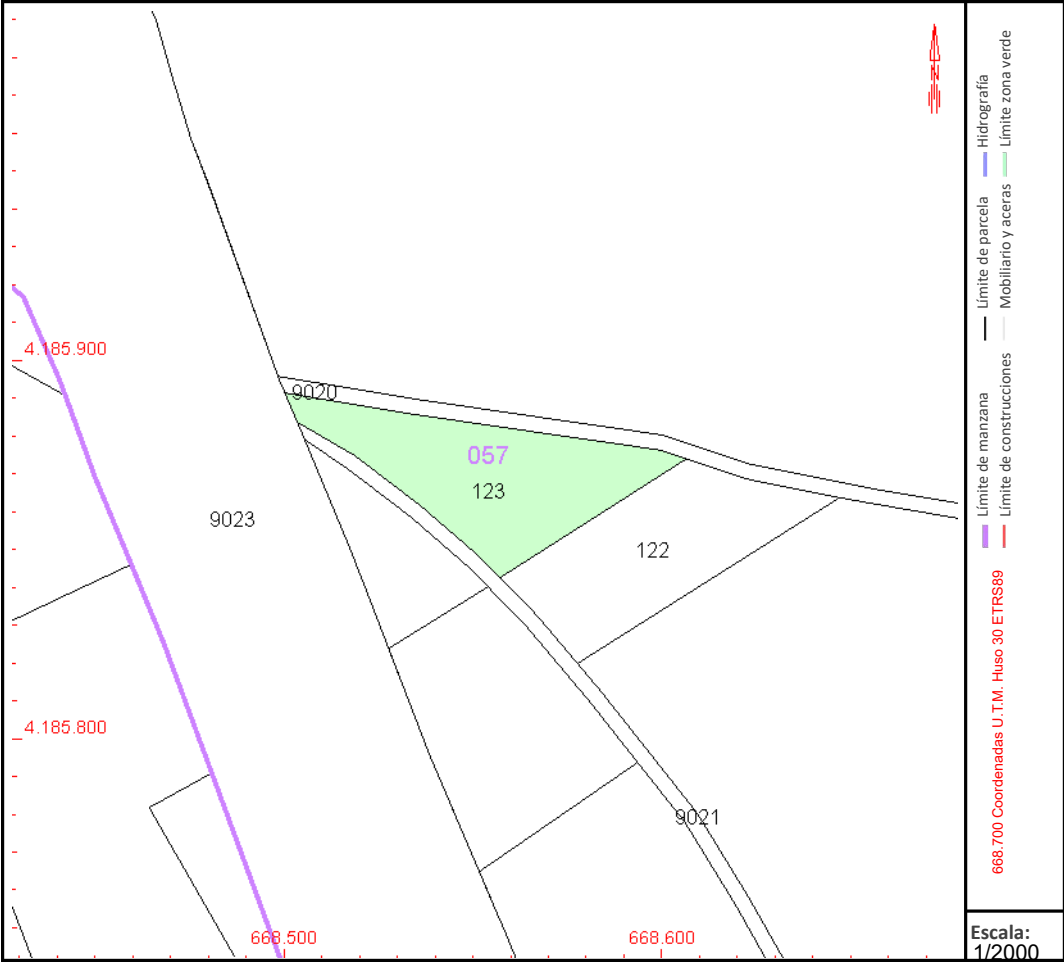 N
4.185.900
9020
057
123
9023
122
4.185.800
9021
668.500
668.600
Límite de manzana
Límite de parcela
Hidrografía
Límite de construcciones
Mobiliario y aceras
Límite zona verde
668.700 Coordenadas U.T.M. Huso 30 ETRS89
Escala:
1/2000